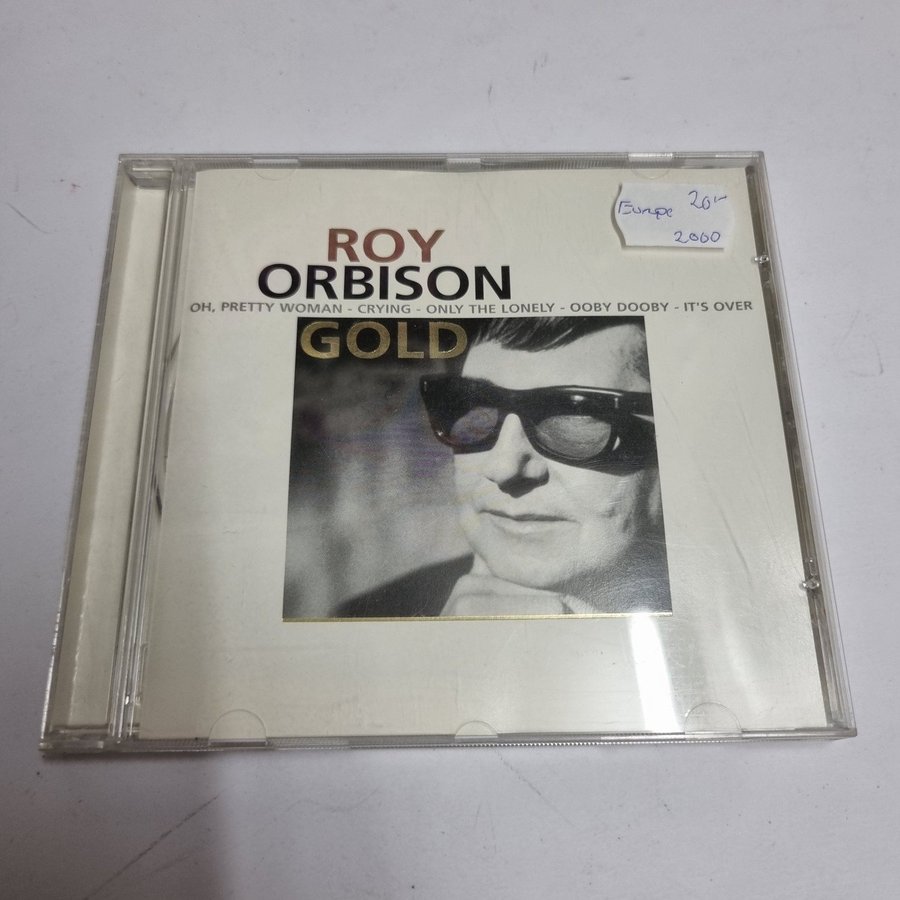 Europe 20:-
2000
ROY
ORBISON
OH, PRETTY WOMAN - CRYING - ONLY THE LONELY - OOBY DOOBY - IT'S OVER
GOLD